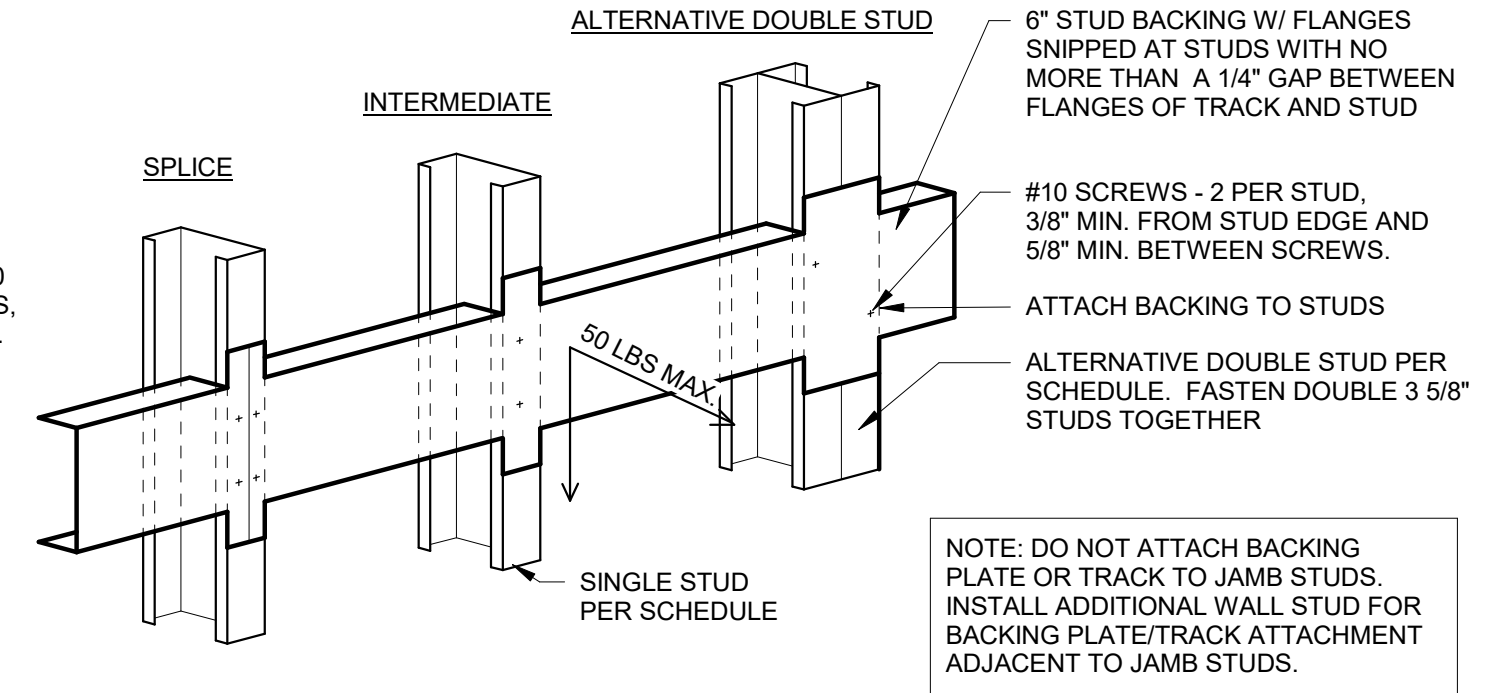 ALTERNATIVE DOUBLE STUD
INTERMEDIATE
SPLICE
6" STUD BACKING W/ FLANGES
SNIPPED AT STUDS WITH NO
MORE THAN A 1/4" GAP BETWEEN
FLANGES OF TRACK AND STUD
#10 SCREWS - 2 PER STUD,
3/8" MIN. FROM STUD EDGE AND
5/8" MIN. BETWEEN SCREWS.
ATTACH BACKING TO STUDS
ALTERNATIVE DOUBLE STUD PER
SCHEDULE. FASTEN DOUBLE 3 5/8"
STUDS TOGETHER
50 LBS MAX.
SINGLE STUD
PER SCHEDULE
NOTE: DO NOT ATTACH BACKING
PLATE OR TRACK TO JAMB STUDS.
INSTALL ADDITIONAL WALL STUD FOR
BACKING PLATE/TRACK ATTACHMENT
ADJACENT TO JAMB STUDS.